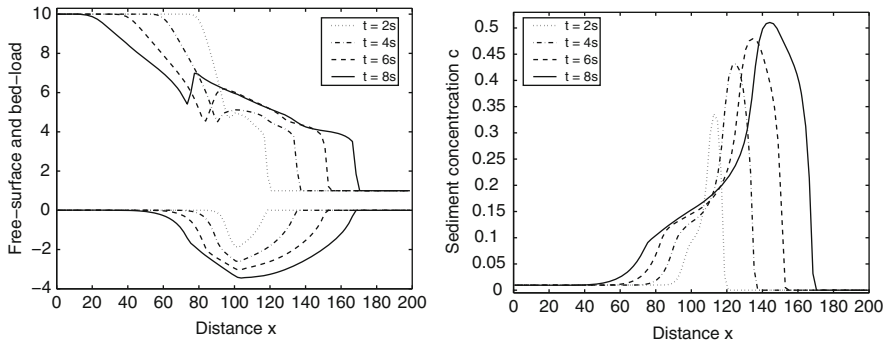 10
8
6
4
2
0
−2
−4
Free−surface and bed−load
t = 2s
t = 4s
t = 6s
t = 8s
0 20 40 60 80 100 120 140 160 180 200
Distance x
0.5
0.45
0.4
0.35
0.3
0.25
0.2
0.15
0.1
0.05
0
Sediment concentrcation c
t = 2s
t = 4s
t = 6s
t = 8s
0 20 40 60 80 100 120 140 160 180 200
Distance x